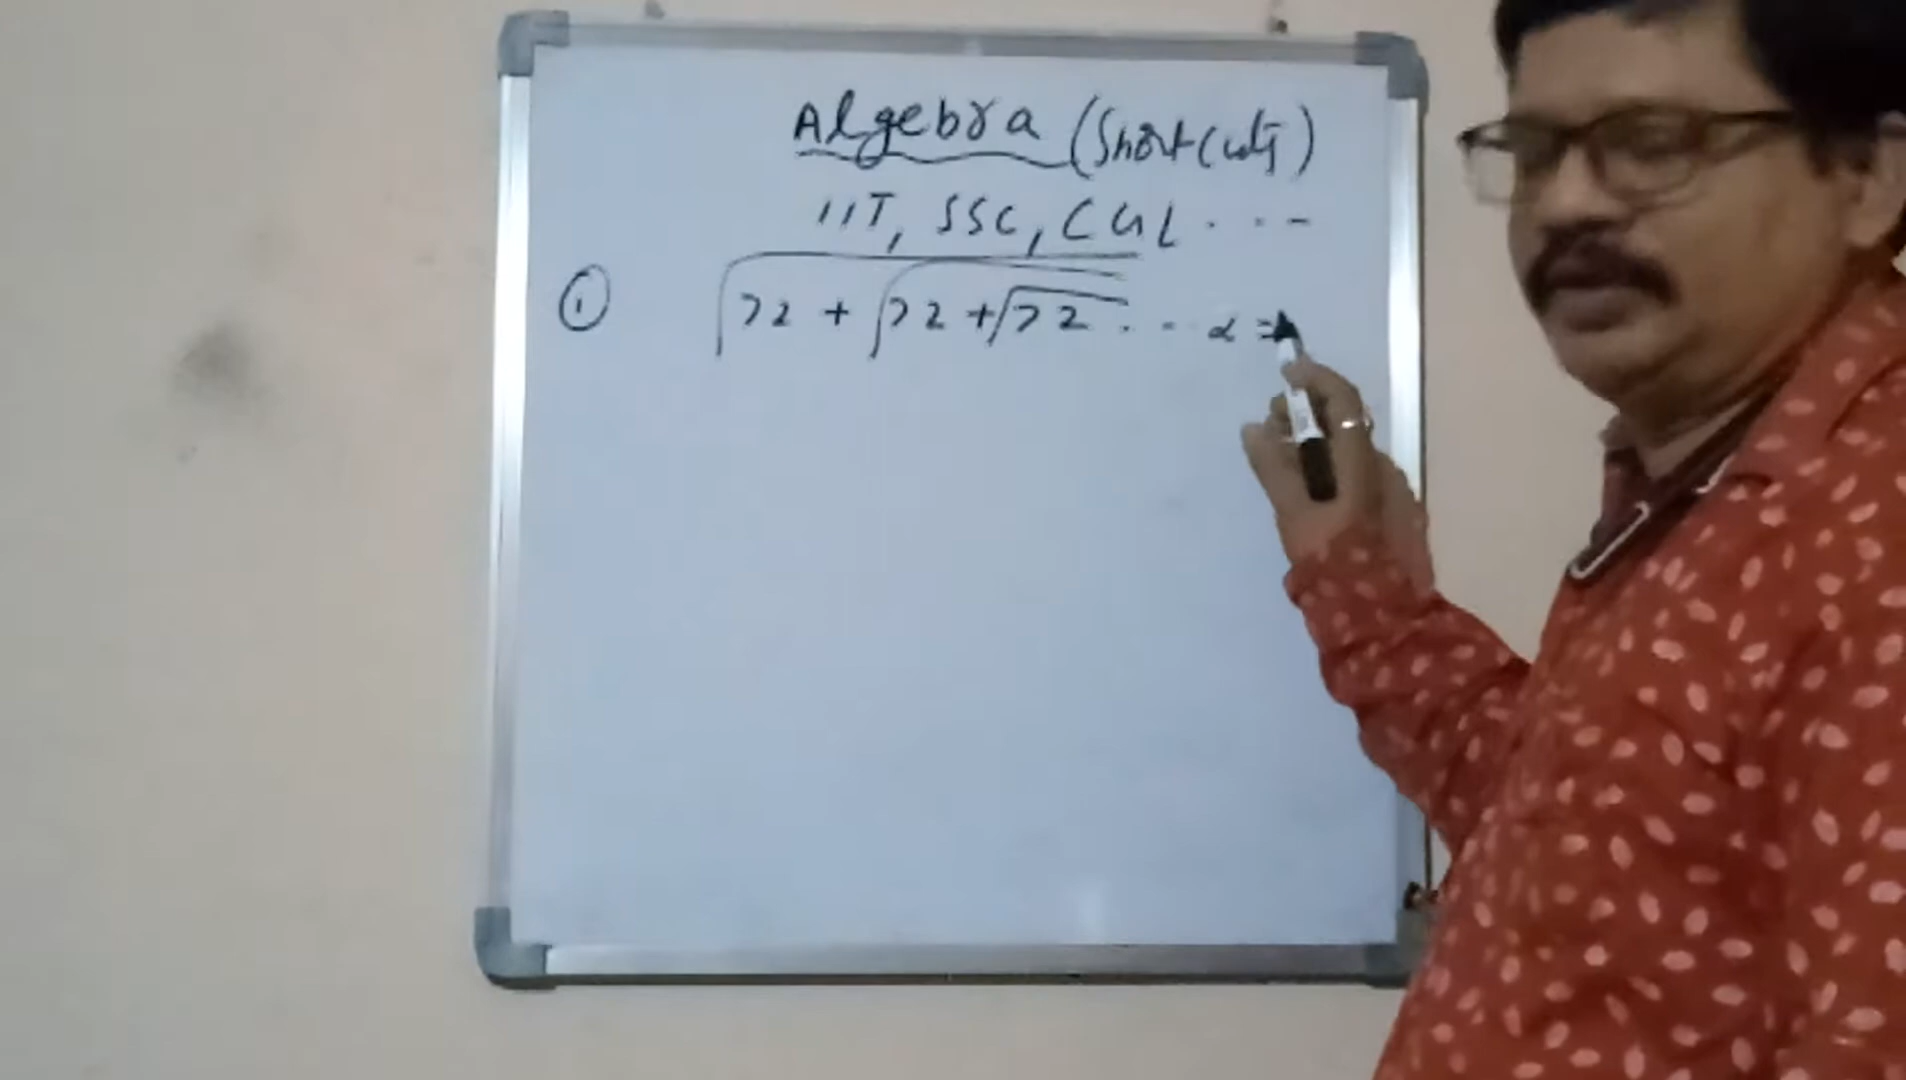 Algebra (Shortcuts)
IIT, SSC, CGL . . . -
① √72 + √72 + √72 . . . α =